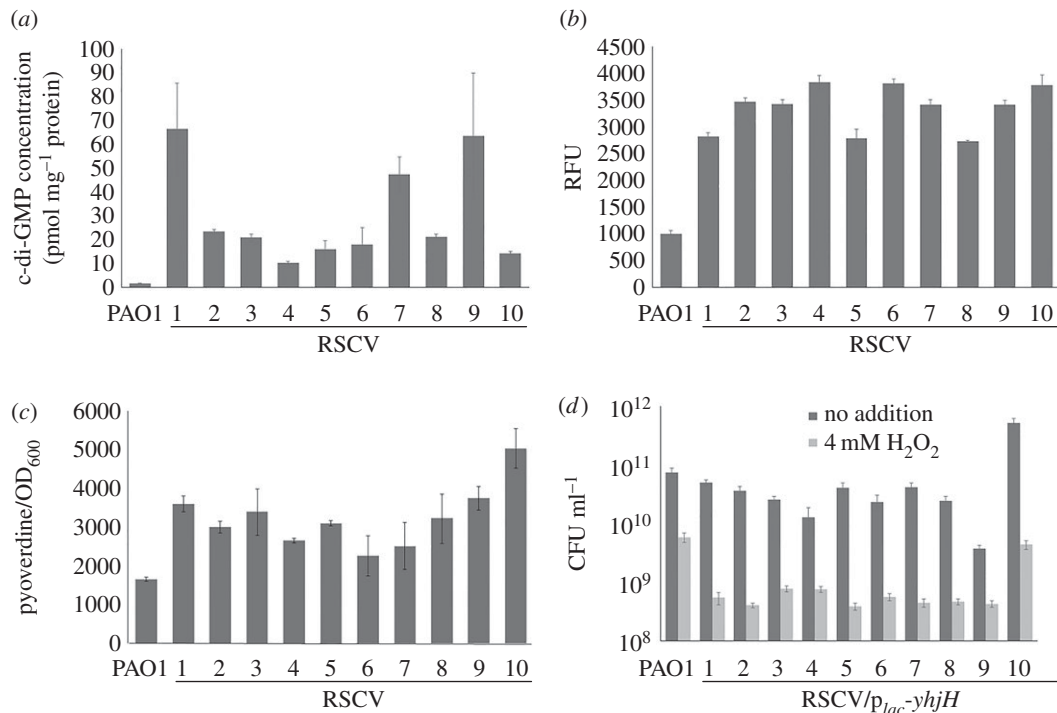 (a)
c-di-GMP concentration
(pmol mg⁻¹ protein)
100
90
80
70
60
50
40
30
20
10
0
PAO1 1 2 3 4 5 6 7 8 9 10
RSCV
(b)
RFU
4500
4000
3500
3000
2500
2000
1500
1000
500
0
PAO1 1 2 3 4 5 6 7 8 9 10
RSCV
(c)
pyoverdine/OD₆₀₀
6000
5000
4000
3000
2000
1000
0
PAO1 1 2 3 4 5 6 7 8 9 10
RSCV
(d)
CFU ml⁻¹
10¹²
10¹¹
10¹⁰
10⁹
10⁸
no addition
4 mM H₂O₂
PAO1 1 2 3 4 5 6 7 8 9 10
RSCV/p_lac-yhjH